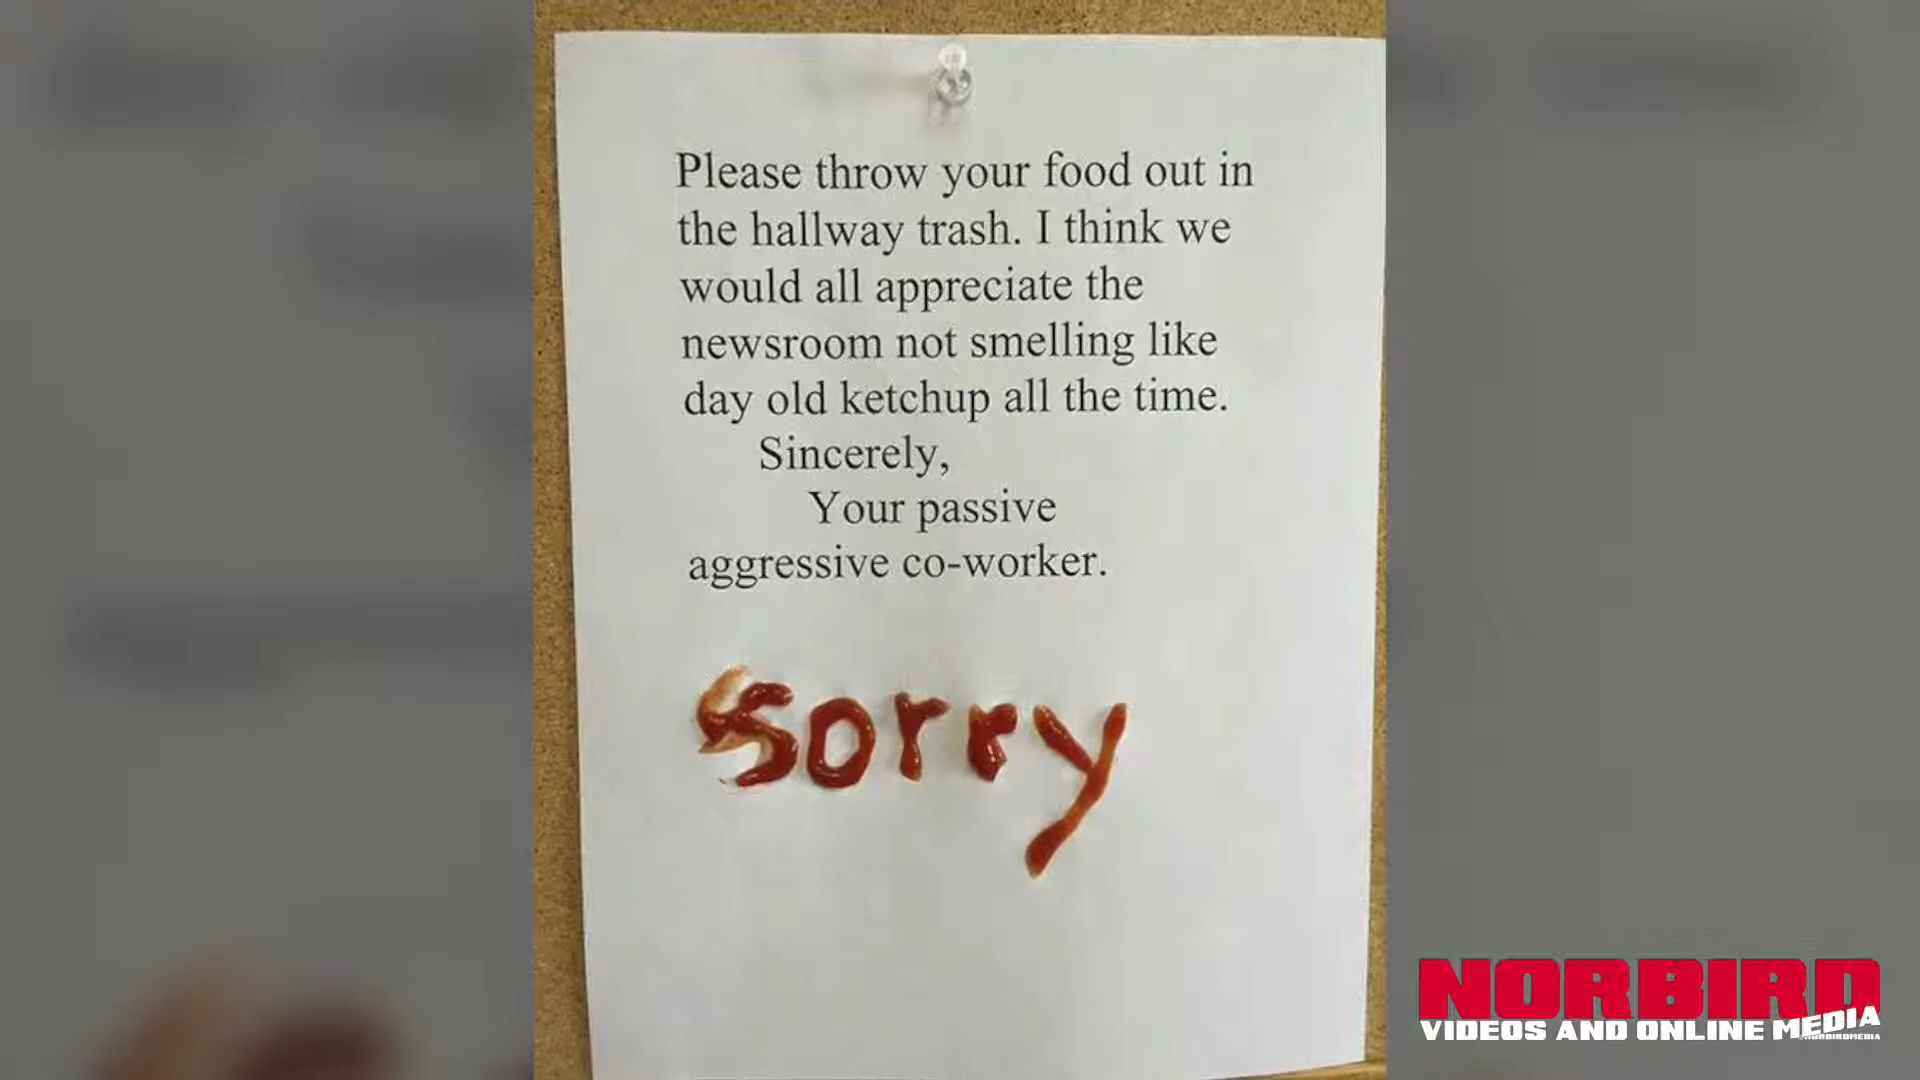 Please throw your food out in
the hallway trash. I think we
would all appreciate the
newsroom not smelling like
day old ketchup all the time.
Sincerely,
Your passive
aggressive co-worker.
sorry
NORBIRD
VIDEOS AND ONLINE MEDIA